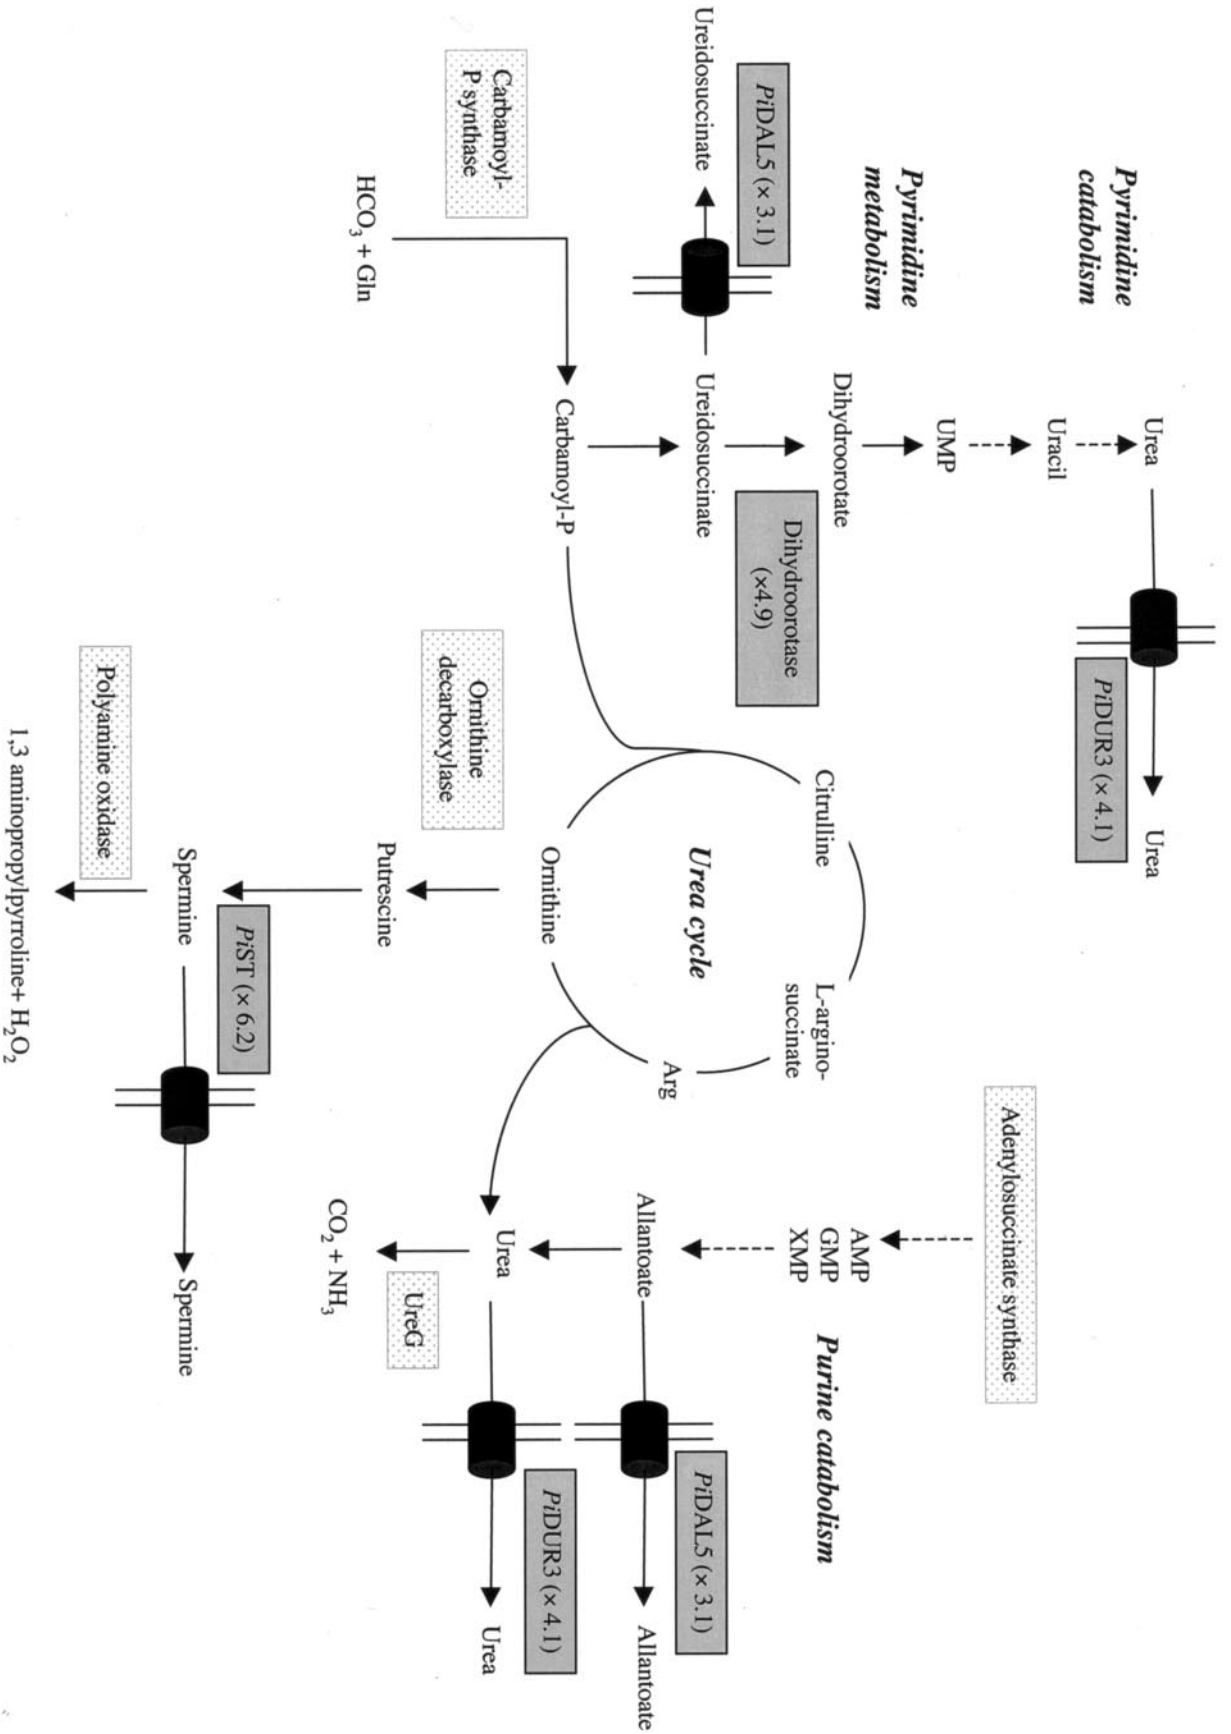 Pyrimidine
catabolism
Urea
Urea
PiDUR3 (× 4.1)
Uracil
UMP
Pyrimidine
metabolism
Dihydroorotate
Dihydroorotase
(×4.9)
PiDAL5 (× 3.1)
Ureidosuccinate
Ureidosuccinate
Carbamoyl-P
Carbamoyl-
P synthase
HCO3 + Gln
Urea cycle
Citrulline
L-argino-
succinate
Arg
Ornithine
Ornithine
decarboxylase
Putrescine
PiST (× 6.2)
Spermine
Spermine
Polyamine oxidase
1,3 aminopropylpyrroline+ H2O2
Adenylosuccinate synthase
AMP
GMP
XMP
Purine catabolism
PiDAL5 (× 3.1)
Allantoate
Allantoate
PiDUR3 (× 4.1)
Urea
Urea
UreG
CO2 + NH3